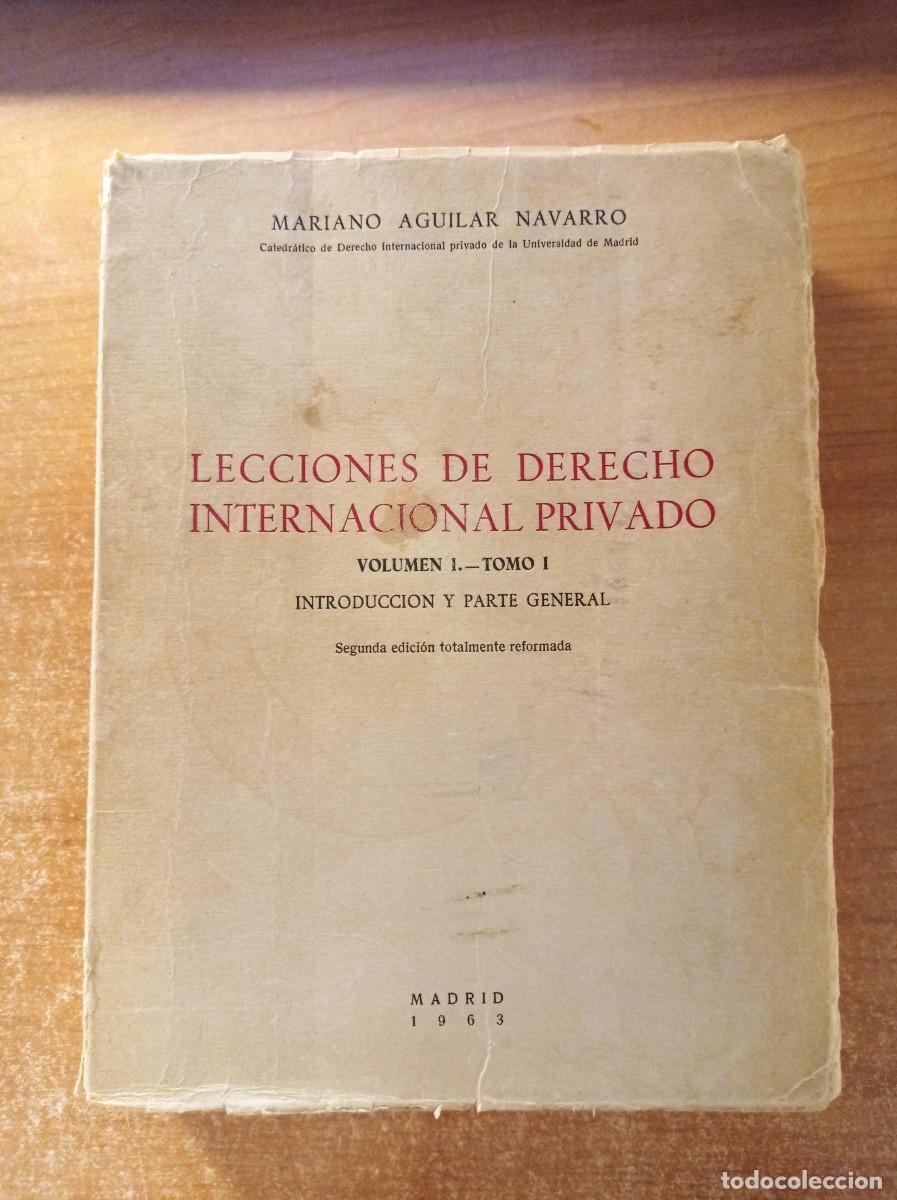 MARIANO AGUILAR NAVARRO
Catedrático de Derecho internacional privado de la Universidad de Madrid
LECCIONES DE DERECHO
INTERNACIONAL PRIVADO
VOLUMEN I.—TOMO I
INTRODUCCION Y PARTE GENERAL
Segunda edición totalmente reformada
MADRID
1963
todocoleccion